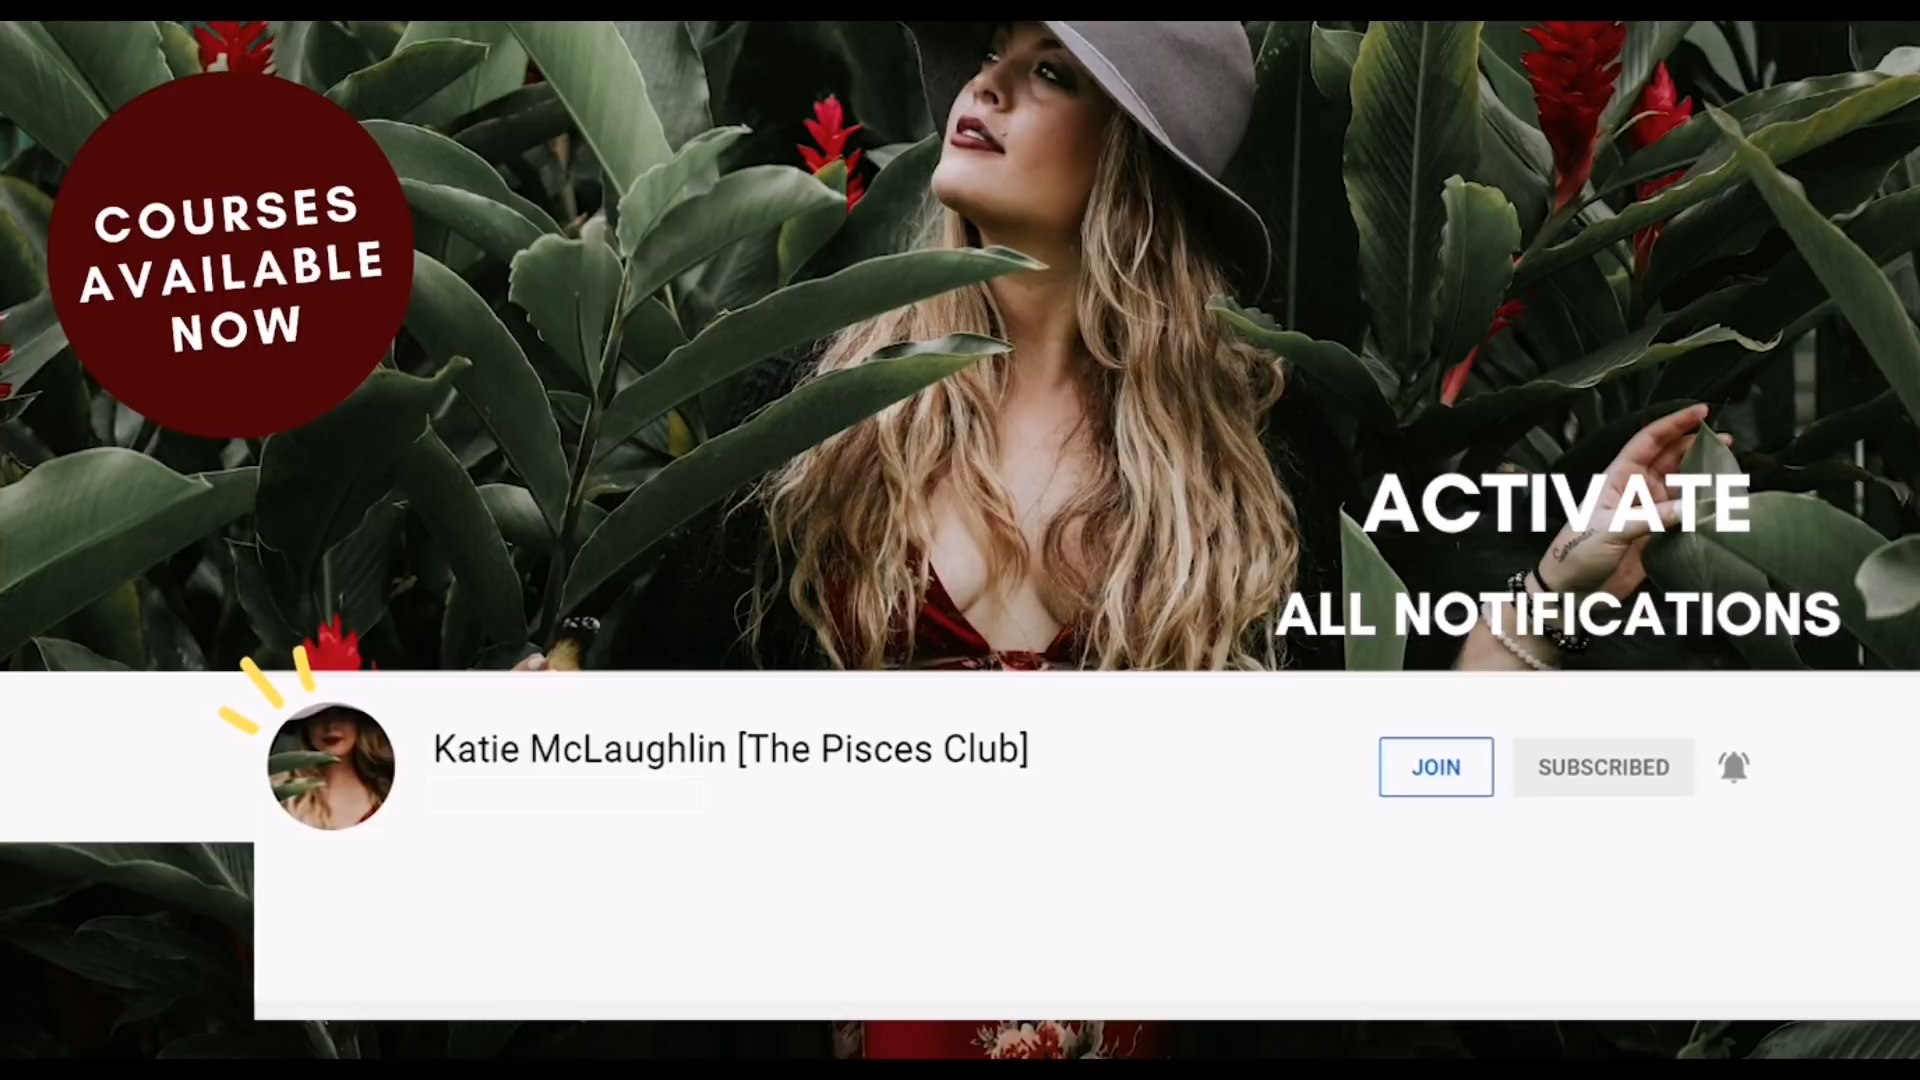 COURSES
AVAILABLE
NOW
ACTIVATE
ALL NOTIFICATIONS
Katie McLaughlin [The Pisces Club]
JOIN
SUBSCRIBED